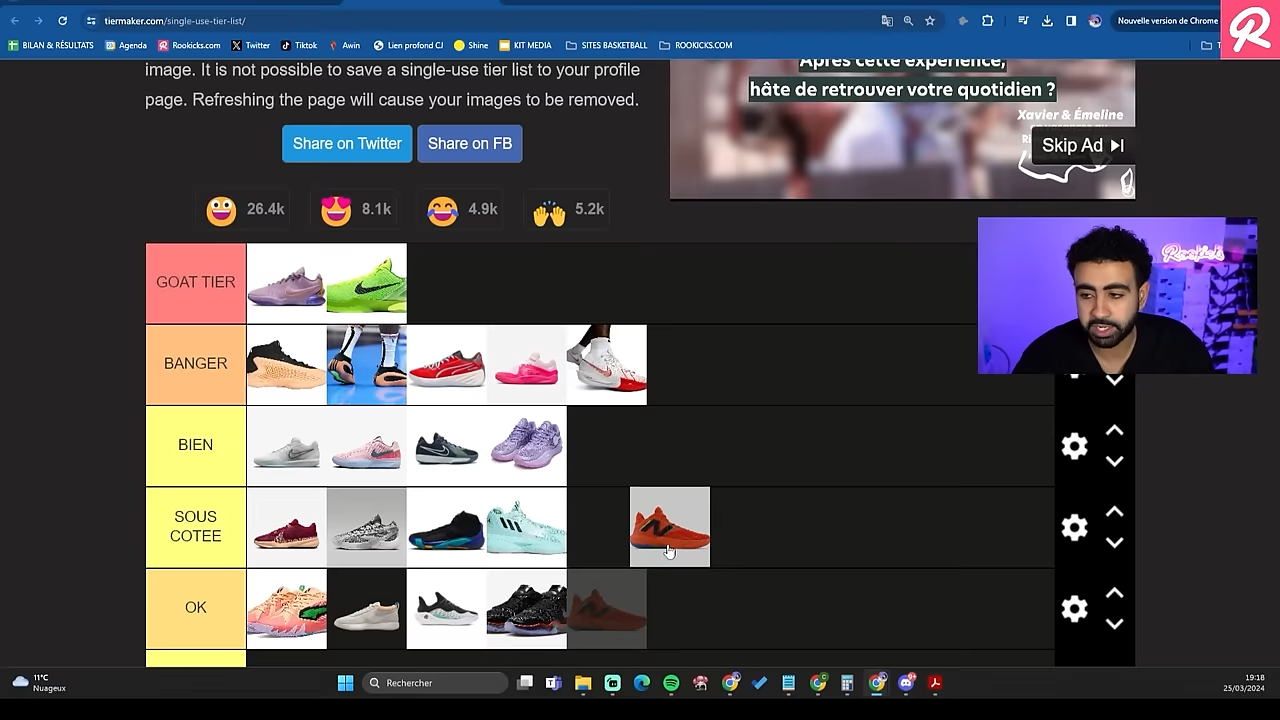 tiermaker.com/single-use-tier-list/
Nouvelle version de Chrome
BILAN & RÉSULTATS
Agenda
Rookicks.com
Twitter
Tiktok
Awin
Lien profond CJ
Shine
KIT MEDIA
SITES BASKETBALL
ROOKICKS.COM
R
image. It is not possible to save a single-use tier list to your profile
page. Refreshing the page will cause your images to be removed.
Après cette expérience,
hâte de retrouver votre quotidien ?
Xavier & Émeline
Skip Ad
Share on Twitter
Share on FB
26.4k
8.1k
4.9k
5.2k
Rookicks
GOAT TIER
BANGER
BIEN
SOUS
COTEE
OK
11°C
Nuageux
Rechercher
19:18
25/03/2024